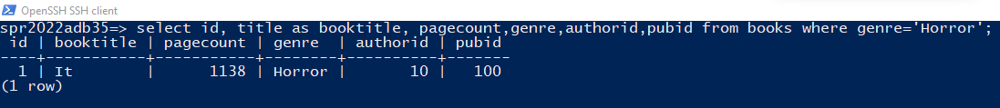 OpenSSH SSH client
spr2022adb35=> select id, title as booktitle, pagecount,genre,authorid,pubid from books where genre='Horror';
 id | booktitle | pagecount | genre  | authorid | pubid
----+-----------+-----------+--------+----------+-------
  1 | It        |      1138 | Horror |       10 |   100
(1 row)